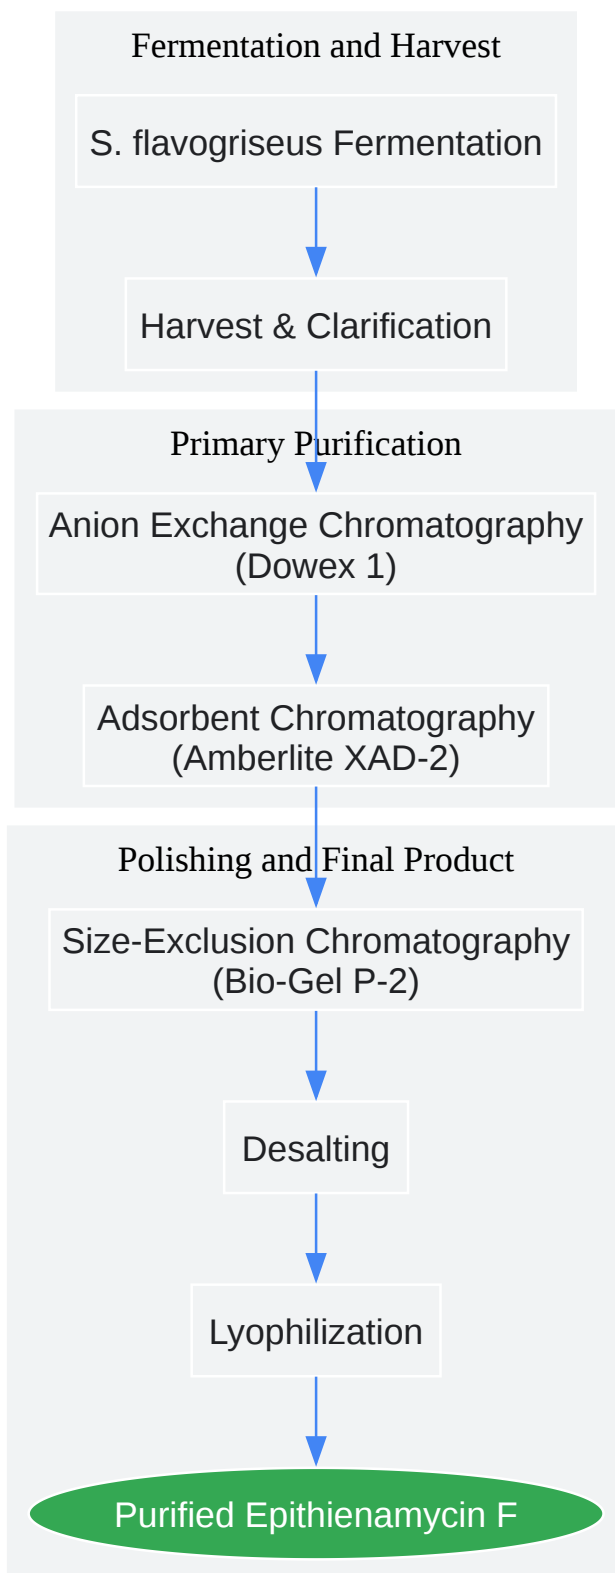 Fermentation and Harvest
S. flavogriseus Fermentation
Harvest & Clarification
Primary Purification
Anion Exchange Chromatography
(Dowex 1)
Adsorbent Chromatography
(Amberlite XAD-2)
Polishing and Final Product
Size-Exclusion Chromatography
(Bio-Gel P-2)
Desalting
Lyophilization
Purified Epithienamycin F